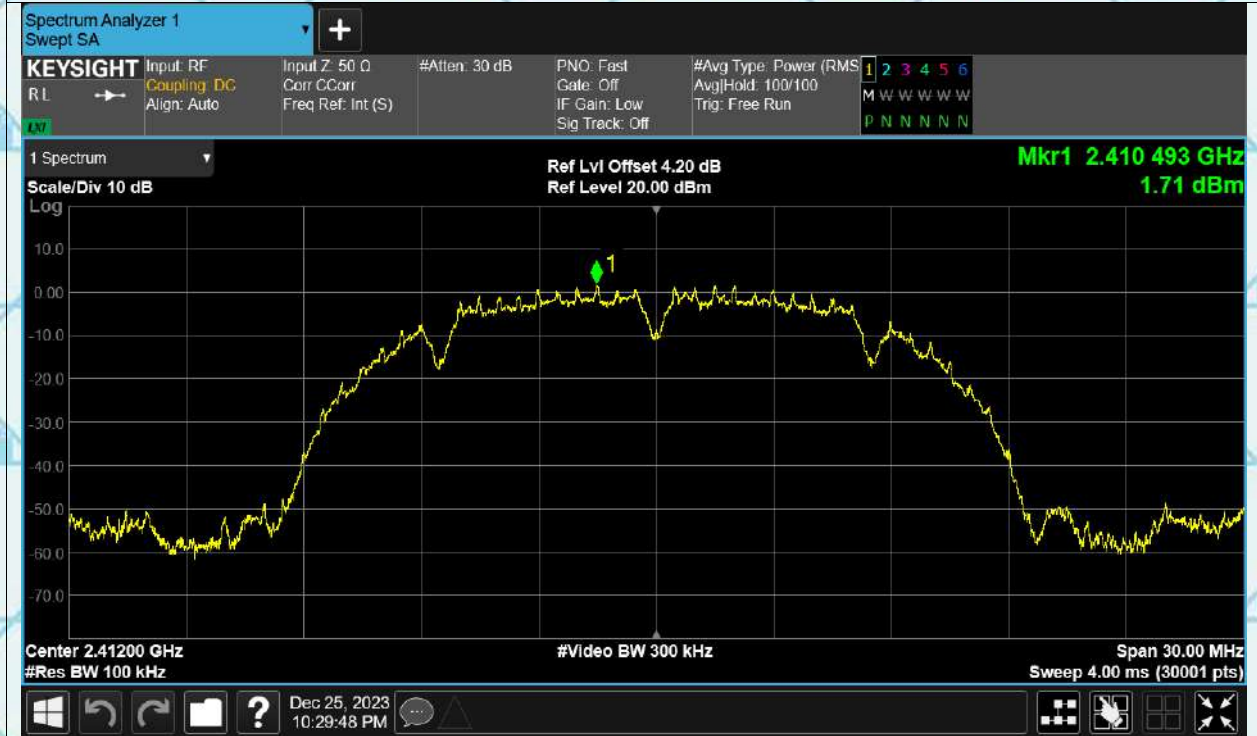 Spectrum Analyzer 1
Swept SA
+
KEYSIGHT
RL
LXI
Input: RF
Coupling: DC
Align: Auto
Input Z: 50 Ω
Corr CCorr
Freq Ref: Int (S)
#Atten: 30 dB
PNO: Fast
Gate: Off
IF Gain: Low
Sig Track: Off
#Avg Type: Power (RMS
Avg|Hold: 100/100
Trig: Free Run
1 2 3 4 5 6
M W W W W W
P N N N N N
1 Spectrum
Scale/Div 10 dB
Log
Ref Lvl Offset 4.20 dB
Ref Level 20.00 dBm
Mkr1 2.410 493 GHz
1.71 dBm
1
10.0
0.00
-10.0
-20.0
-30.0
-40.0
-50.0
-60.0
-70.0
Center 2.41200 GHz
#Res BW 100 kHz
#Video BW 300 kHz
Span 30.00 MHz
Sweep 4.00 ms (30001 pts)
?
Dec 25, 2023
10:29:48 PM